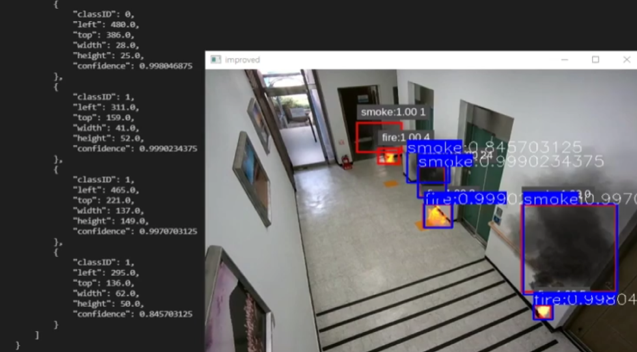 {
"classID": 0,
"left": 480.0,
"top": 386.0,
"width": 28.0,
"height": 25.0,
"confidence": 0.998046875
},
{
"classID": 1,
"left": 311.0,
"top": 159.0,
"width": 41.0,
"height": 52.0,
"confidence": 0.9990234375
},
{
"classID": 1,
"left": 465.0,
"top": 221.0,
"width": 137.0,
"height": 149.0,
"confidence": 0.9970703125
},
{
"classID": 1,
"left": 295.0,
"top": 136.0,
"width": 62.0,
"height": 50.0,
"confidence": 0.845703125
}
]
}
improved
smoke:1.00 1
fire:1.00 4
smoke:0.845703125
smoke:0.9990234375
fire:0.9990
smoke:0.9970
fire:0.99804